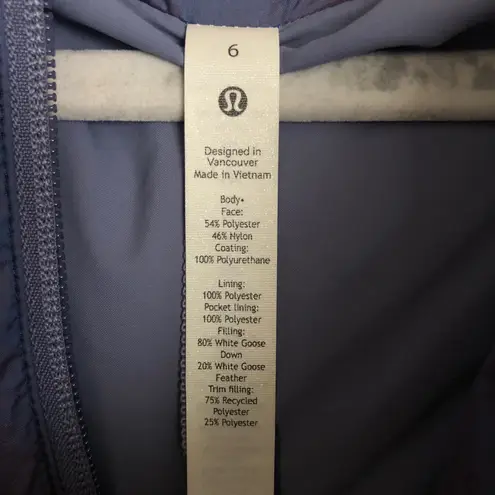 6
Designed in
Vancouver
Made in Vietnam
Body•
Face:
54% Polyester
46% Nylon
Coating:
100% Polyurethane
Lining:
100% Polyester
Pocket lining:
100% Polyester
Filling:
80% White Goose
Down
20% White Goose
Feather
Trim filling:
75% Recycled
Polyester
25% Polyester